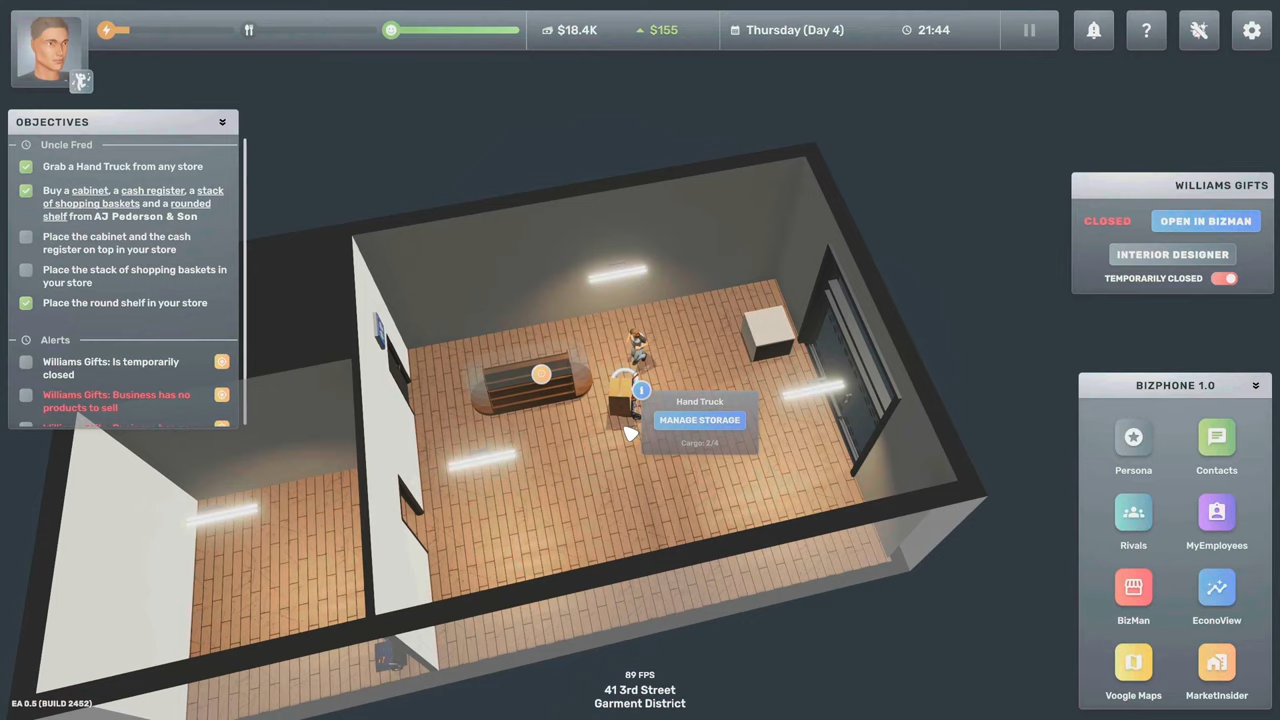 $18.4K
$155
Thursday (Day 4)
21:44
OBJECTIVES
Uncle Fred
Grab a Hand Truck from any store
Buy a cabinet, a cash register, a stack
of shopping baskets and a rounded
shelf from AJ Pederson & Son
Place the cabinet and the cash
register on top in your store
Place the stack of shopping baskets in
your store
Place the round shelf in your store
Alerts
Williams Gifts: Is temporarily
closed
Williams Gifts: Business has no
products to sell
WILLIAMS GIFTS
CLOSED
OPEN IN BIZMAN
INTERIOR DESIGNER
TEMPORARILY CLOSED
Hand Truck
MANAGE STORAGE
Cargo: 2/4
BIZPHONE 1.0
Persona
Contacts
Rivals
MyEmployees
BizMan
EconoView
Voogle Maps
MarketInsider
89 FPS
41 3rd Street
Garment District
EA 0.5 (BUILD 2452)